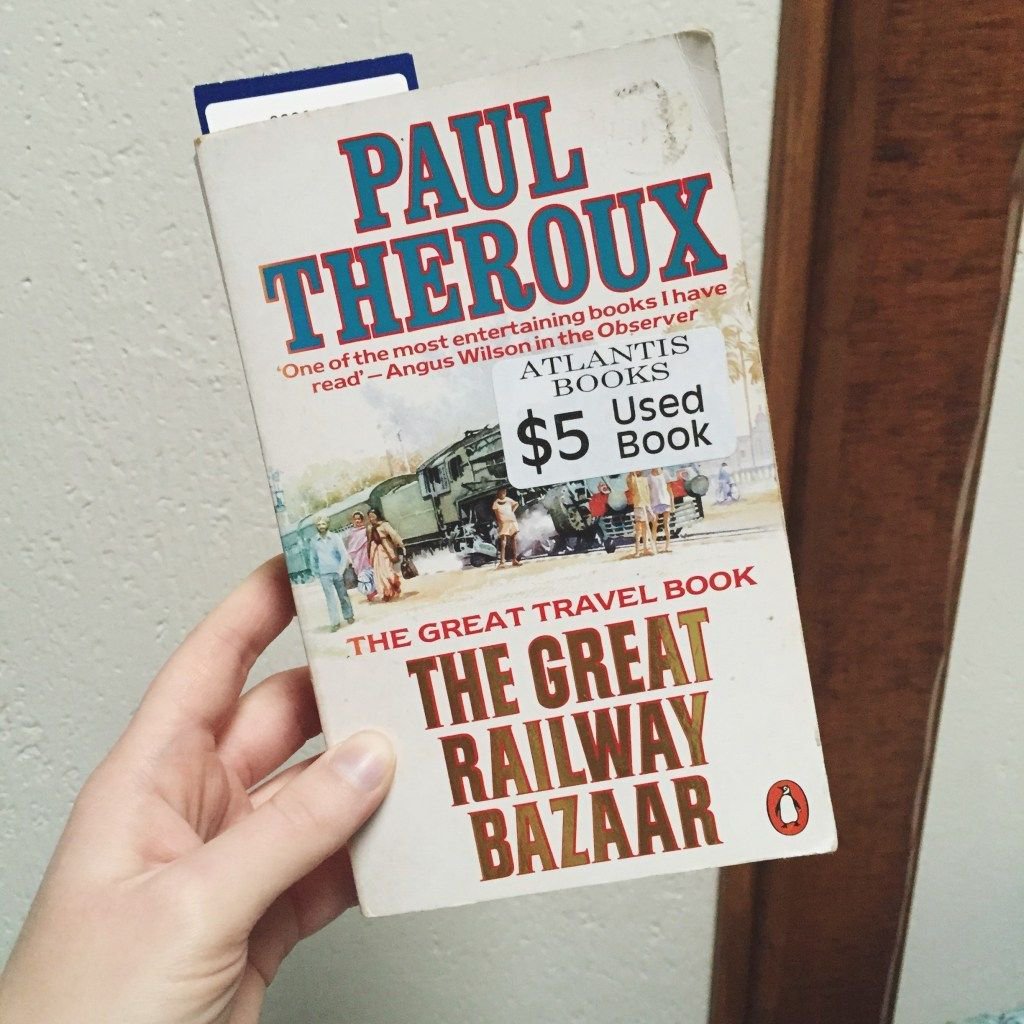 PAUL
THEROUX
'One of the most entertaining books I have
read' – Angus Wilson in the Observer
ATLANTIS
BOOKS
$5 Used
Book
THE GREAT TRAVEL BOOK
THE GREAT
RAILWAY
BAZAAR